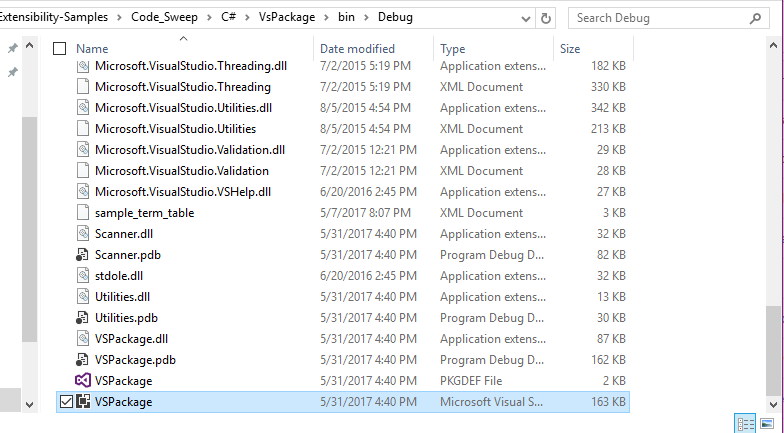 Extensibility-Samples > Code_Sweep > C# > VsPackage > bin > Debug Search Debug
Name Date modified Type Size
Microsoft.VisualStudio.Threading.dll 7/2/2015 5:19 PM Application extens... 182 KB
Microsoft.VisualStudio.Threading 7/2/2015 5:19 PM XML Document 330 KB
Microsoft.VisualStudio.Utilities.dll 8/5/2015 4:54 PM Application extens... 342 KB
Microsoft.VisualStudio.Utilities 8/5/2015 4:54 PM XML Document 213 KB
Microsoft.VisualStudio.Validation.dll 7/2/2015 12:21 PM Application extens... 29 KB
Microsoft.VisualStudio.Validation 7/2/2015 12:21 PM XML Document 28 KB
Microsoft.VisualStudio.VSHelp.dll 6/20/2016 2:45 PM Application extens... 27 KB
sample_term_table 5/7/2017 8:07 PM XML Document 3 KB
Scanner.dll 5/31/2017 4:40 PM Application extens... 32 KB
Scanner.pdb 5/31/2017 4:40 PM Program Debug D... 82 KB
stdole.dll 6/20/2016 2:45 PM Application extens... 32 KB
Utilities.dll 5/31/2017 4:40 PM Application extens... 13 KB
Utilities.pdb 5/31/2017 4:40 PM Program Debug D... 30 KB
VSPackage.dll 5/31/2017 4:40 PM Application extens... 87 KB
VSPackage.pdb 5/31/2017 4:40 PM Program Debug D... 162 KB
VSPackage 5/31/2017 4:40 PM PKGDEF File 2 KB
VSPackage 5/31/2017 4:40 PM Microsoft Visual S... 163 KB